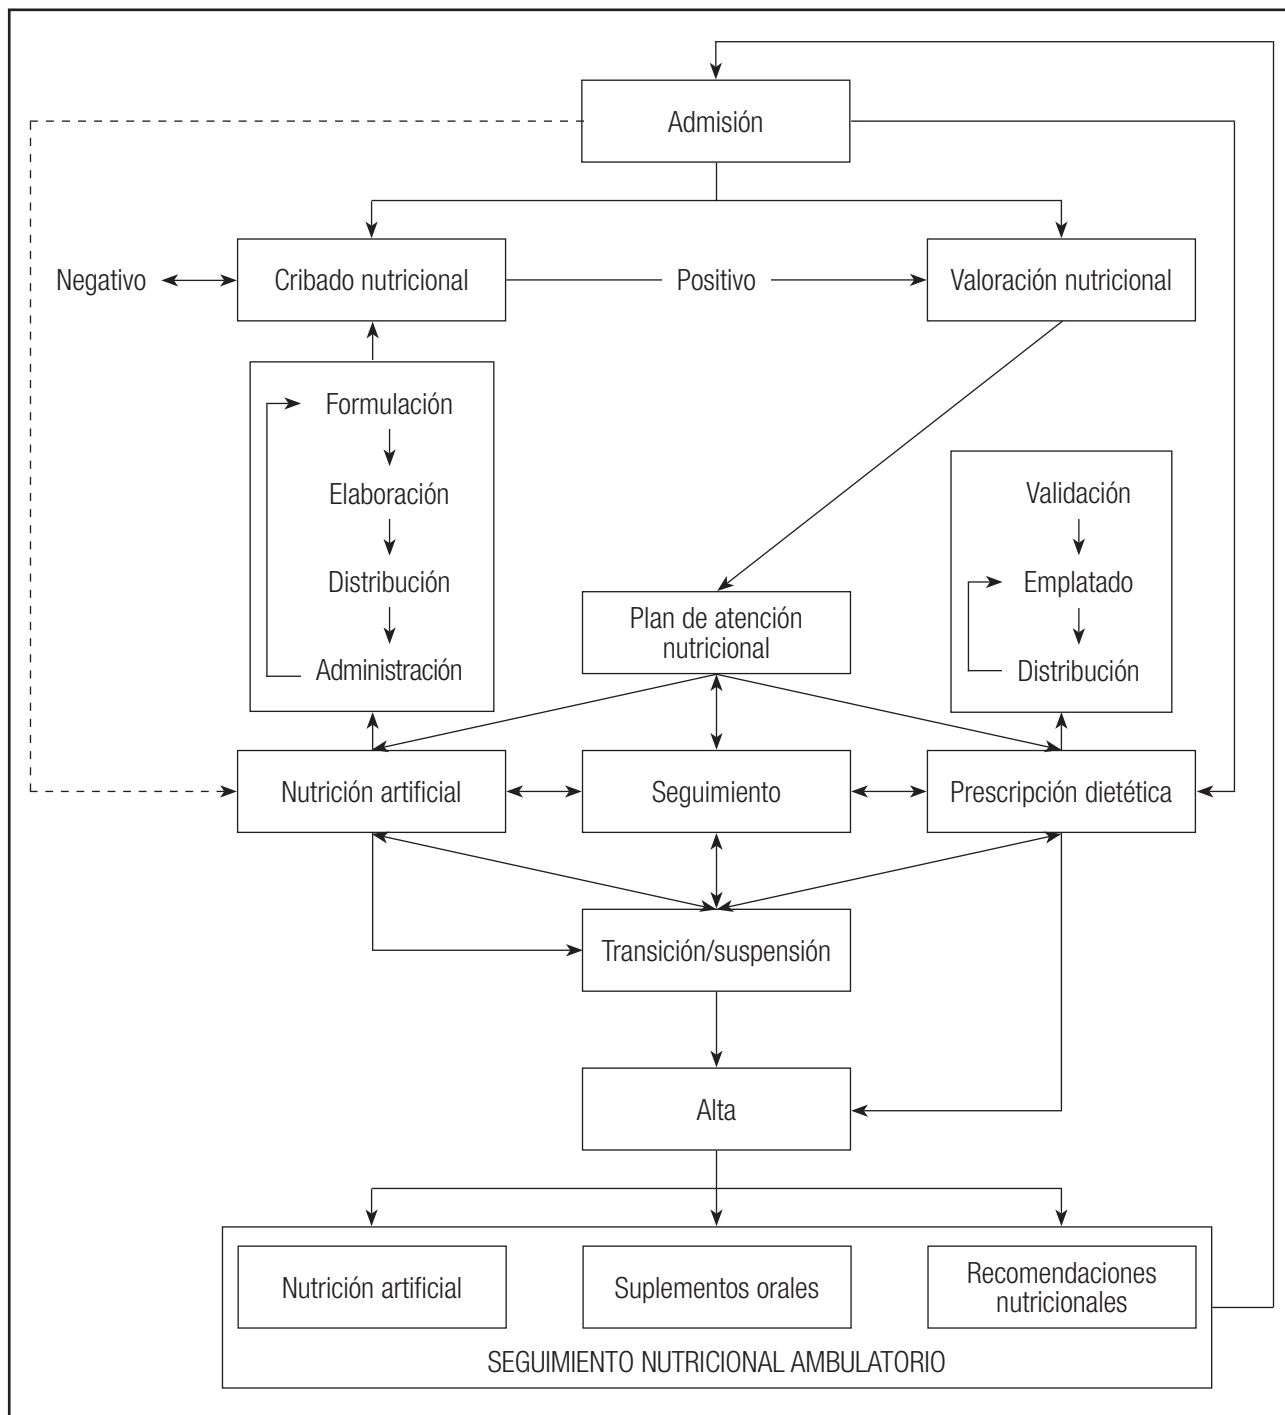 Admisión
Negativo
Cribado nutricional
Positivo
Valoración nutricional
Formulación
Elaboración
Distribución
Administración
Validación
Emplatado
Distribución
Plan de atención
nutricional
Nutrición artificial
Seguimiento
Prescripción dietética
Transición/suspensión
Alta
Nutrición artificial
Suplementos orales
Recomendaciones
nutricionales
SEGUIMIENTO NUTRICIONAL AMBULATORIO